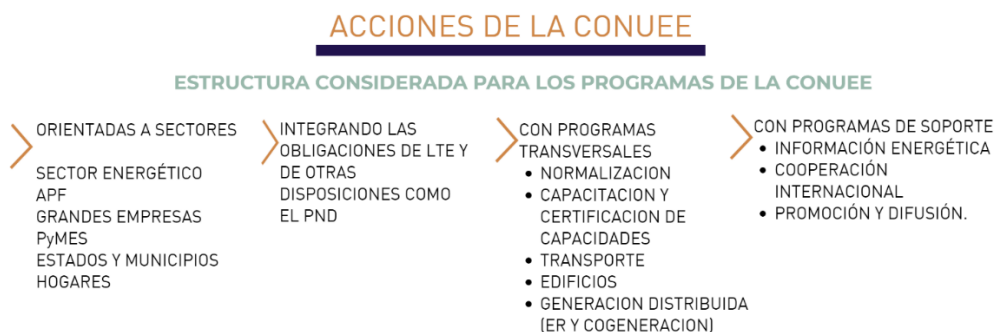 ACCIONES DE LA CONUEE
ESTRUCTURA CONSIDERADA PARA LOS PROGRAMAS DE LA CONUEE
ORIENTADAS A SECTORES
SECTOR ENERGÉTICO
APF
GRANDES EMPRESAS
PyMES
ESTADOS Y MUNICIPIOS
HOGARES
INTEGRANDO LAS
OBLIGACIONES DE LTE Y
DE OTRAS
DISPOSICIONES COMO
EL PND
CON PROGRAMAS
TRANSVERSALES
• NORMALIZACION
• CAPACITACION Y
CERTIFICACION DE
CAPACIDADES
• TRANSPORTE
• EDIFICIOS
• GENERACION DISTRIBUIDA
(ER Y COGENERACION)
CON PROGRAMAS DE SOPORTE
• INFORMACIÓN ENERGÉTICA
• COOPERACIÓN
INTERNACIONAL
• PROMOCIÓN Y DIFUSIÓN.